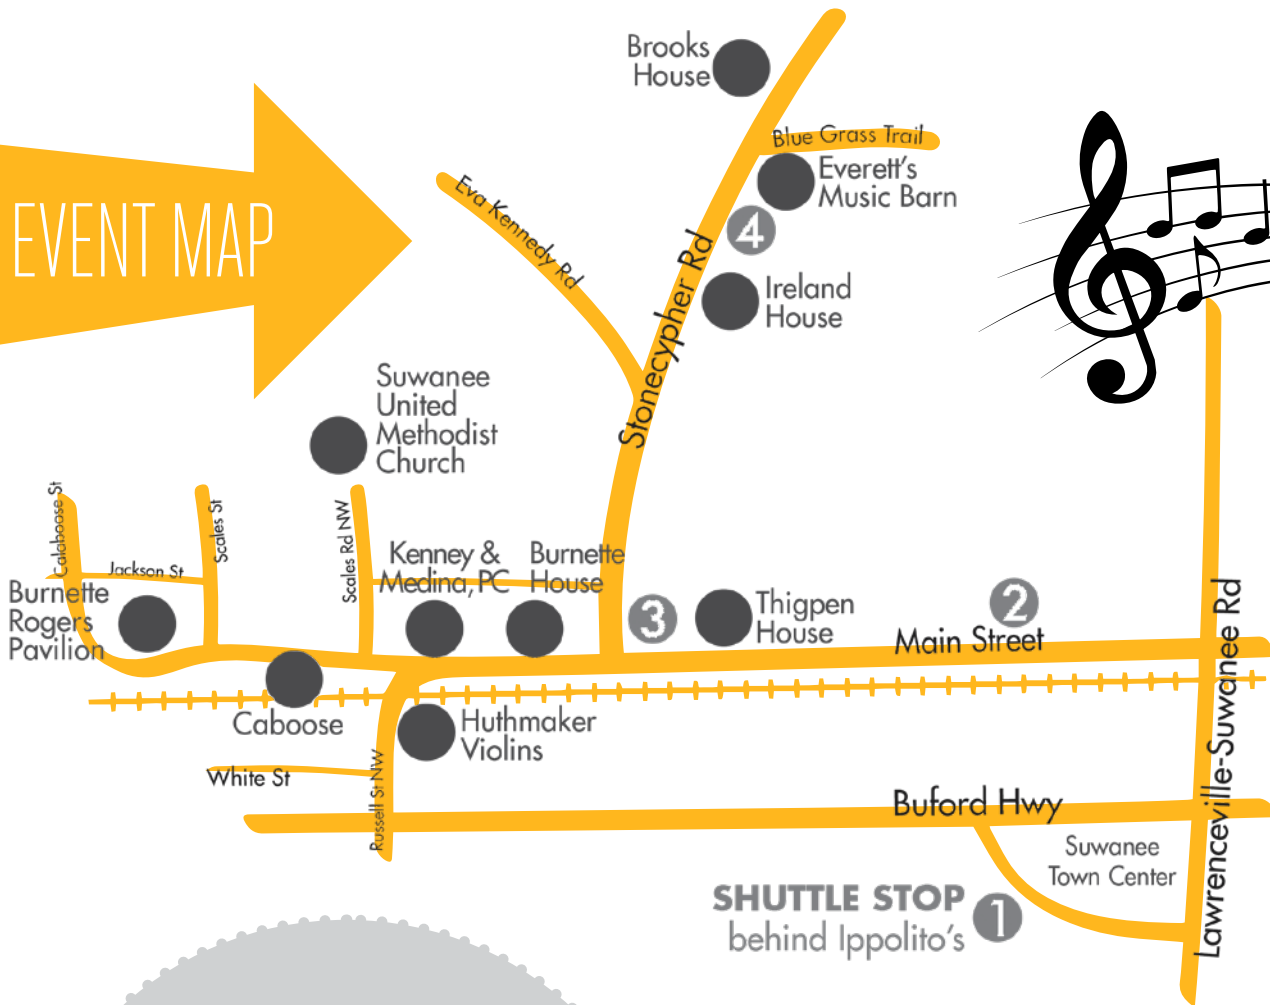 Brooks
House
Blue Grass Trail
Everett's
Music Barn
EVENT MAP
Eva Kennedy Rd
4
Stonecypher Rd
Ireland
House
Suwanee
United
Methodist
Church
Calaboose St
Scales St
Scales Rd NW
Jackson St
Kenney &
Medina, PC
Burnette
House
Burnette
Rogers
Pavilion
3
Thigpen
House
2
Main Street
Lawrenceville-Suwanee Rd
Caboose
Huthmaker
Violins
White St
Russell St NW
Buford Hwy
Suwanee
Town Center
SHUTTLE STOP
behind Ippolito's
1